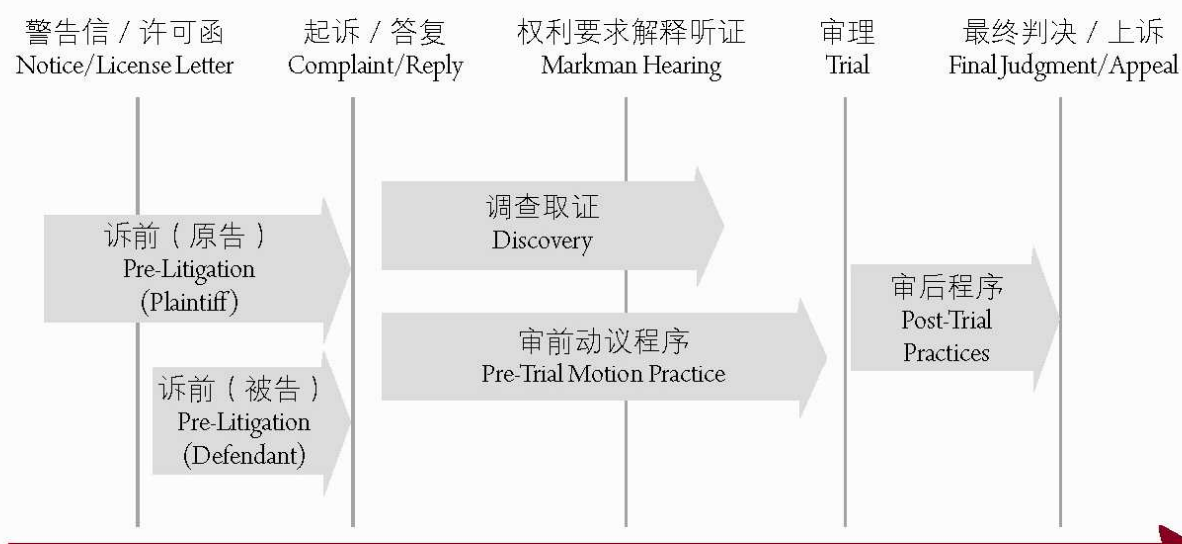 警告信 / 许可函
Notice/License Letter
起诉 / 答复
Complaint/Reply
权利要求解释听证
Markman Hearing
审理
Trial
最终判决 / 上诉
Final Judgment/Appeal
诉前（原告）
Pre-Litigation
(Plaintiff)
调查取证
Discovery
诉前（被告）
Pre-Litigation
(Defendant)
审前动议程序
Pre-Trial Motion Practice
审后程序
Post-Trial
Practices